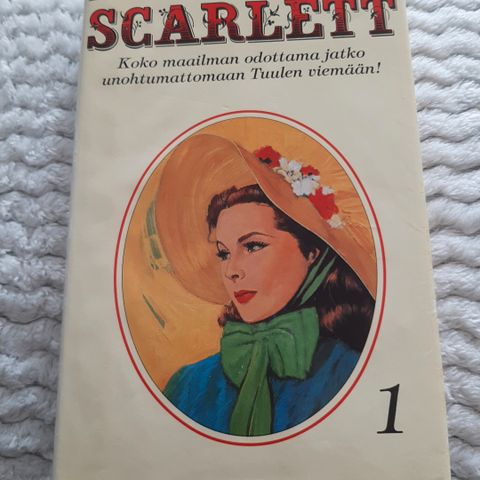 SCARLETT
Koko maailman odottama jatko
unohtumattomaan Tuulen viemään!
1